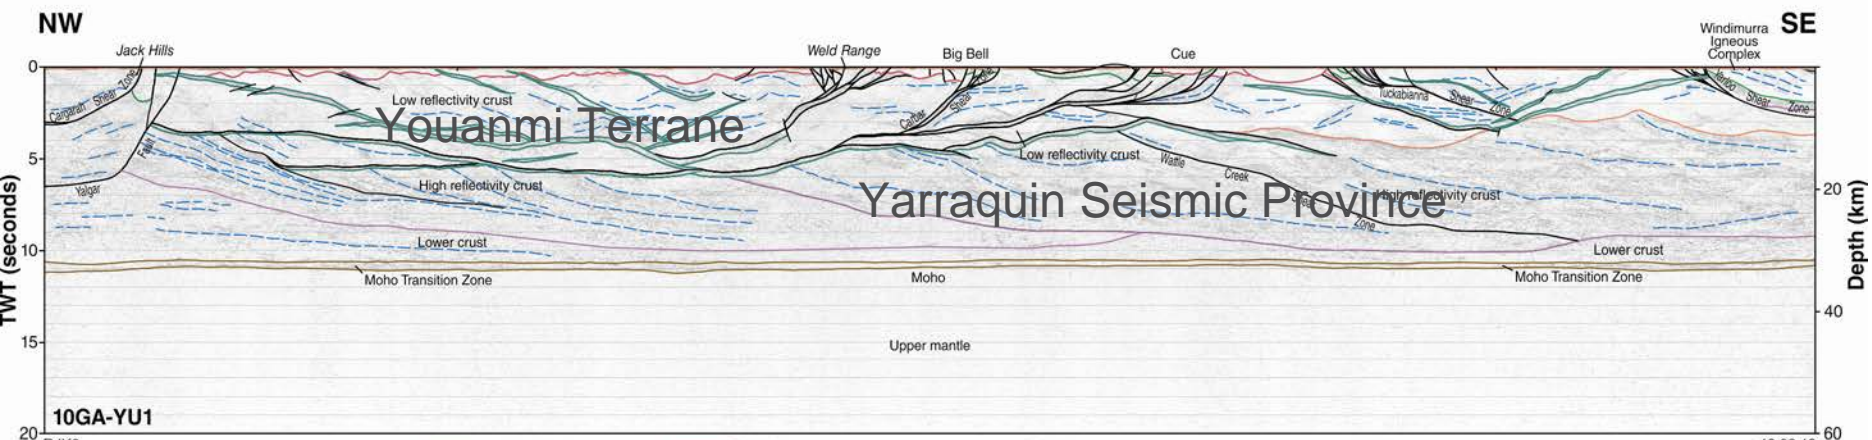 NW
SE
Jack Hills
Weld Range
Big Bell
Cue
Windimurra
Igneous
Complex
0
Cargarah Shear Zone
Low reflectivity crust
Youanmi Terrane
Carbar Shear Zone
Tuckabianna Shear Zone
Yarloo Shear Zone
5
Yalgar Fault
High reflectivity crust
Low reflectivity crust
Wattle Creek Shear Zone
High reflectivity crust
Yarraquin Seismic Province
20
10
Lower crust
Lower crust
Moho Transition Zone
Moho
Moho Transition Zone
40
15
Upper mantle
10GA-YU1
20
60
TWT (seconds)
Depth (km)